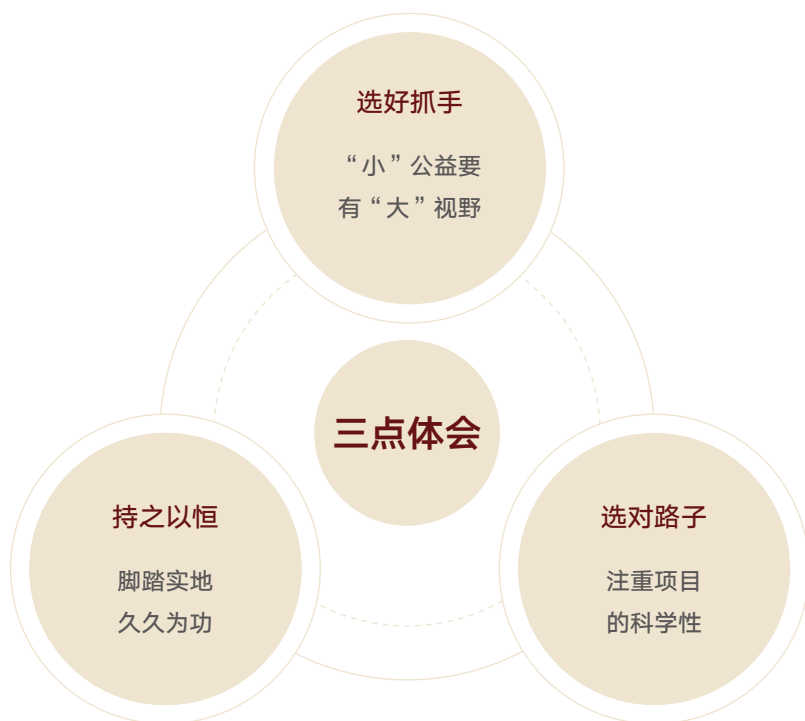 选好抓手
“小”公益要
有“大”视野
三点体会
持之以恒
脚踏实地
久久为功
选对路子
注重项目
的科学性